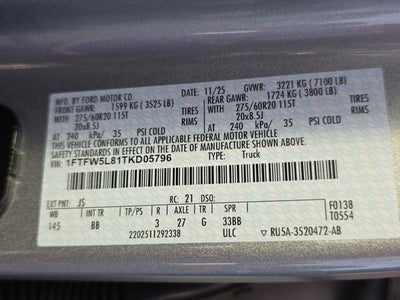 MFD. BY FORD MOTOR CO. 11/25 GVWR: 3221 KG ( 7100 LB)
FRONT GAWR: REAR GAWR:
1599 KG ( 3525 LB) 1724 KG ( 3800 LB)
WITH WITH
275/60R20 115T 275/60R20 115T
20x8.5J 20x8.5J
AT 240 kPa/ 35 PSI COLD AT 240 kPa/ 35 PSI COLD
THIS VEHICLE CONFORMS TO ALL APPLICABLE FEDERAL MOTOR VEHICLE
SAFETY STANDARDS IN EFFECT ON THE DATE OF MANUFACTURE SHOWN ABOVE.
VIN: 1FTFW5L81TKD05796 TYPE: Truck
EXT PNT: JS RC: 21 DSO: F0138
WB BRK INT TR TP/PS R AXLE TR SPR T0554
145 BB 3 27 G 33BB
2202511292338 ULC RU5A-3520472-AB